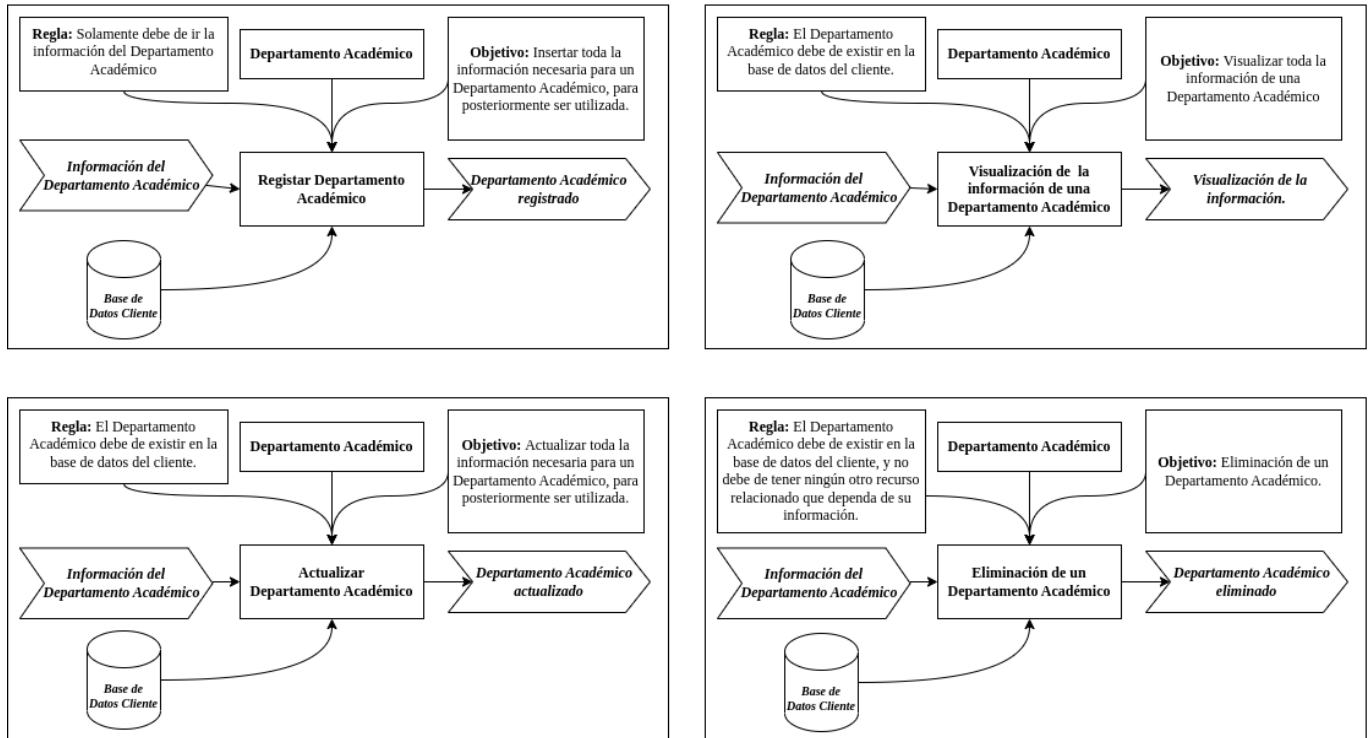 Regla: Solamente debe de ir la
información del Departamento
Académico
Departamento Académico
Objetivo: Insertar toda la
información necesaria para un
Departamento Académico, para
posteriormente ser utilizada.
Información del
Departamento Académico
Registar Departamento
Académico
Departamento Académico
registrado
Base de
Datos Cliente
Regla: El Departamento
Académico debe de existir en la
base de datos del cliente.
Departamento Académico
Objetivo: Visualizar toda la
información de una
Departamento Académico
Información del
Departamento Académico
Visualización de la
información de una
Departamento Académico
Visualización de la
información.
Base de
Datos Cliente
Regla: El Departamento
Académico debe de existir en la
base de datos del cliente.
Departamento Académico
Objetivo: Actualizar toda la
información necesaria para un
Departamento Académico, para
posteriormente ser utilizada.
Información del
Departamento Académico
Actualizar
Departamento Académico
Departamento Académico
actualizado
Base de
Datos Cliente
Regla: El Departamento
Académico debe de existir en la
base de datos del cliente, y no
debe de tener ningún otro recurso
relacionado que dependa de su
información.
Departamento Académico
Objetivo: Eliminación de un
Departamento Académico.
Información del
Departamento Académico
Eliminación de un
Departamento Académico
Departamento Académico
eliminado
Base de
Datos Cliente